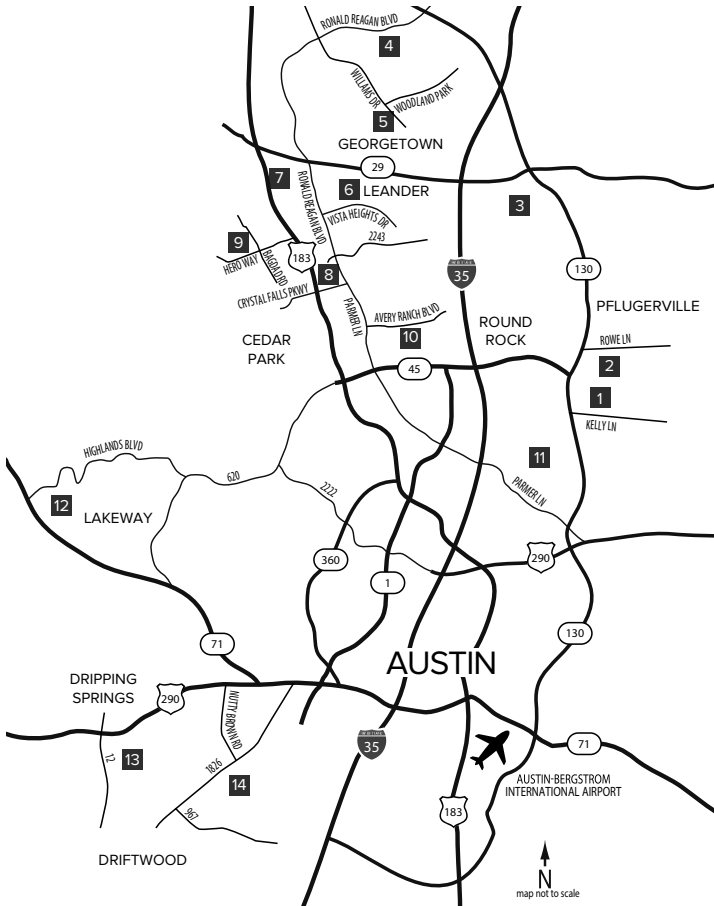 RONALD REAGAN BLVD
4
WILLIAMS DR
WOODLAND PARK
5
GEORGETOWN
29
7
RONALD REAGAN BLVD
6
LEANDER
3
VISTA HEIGHTS DR
2243
9
HERO WAY
BAGDAD RD
183
8
35
130
CRYSTAL FALLS PKWY
PARMER LN
AVERY RANCH BLVD
PFLUGERVILLE
ROUND
ROCK
10
CEDAR
PARK
ROWE LN
2
45
1
KELLY LN
HIGHLANDS BLVD
620
11
2222
PARMER LN
12
LAKEWAY
360
1
290
71
130
AUSTIN
DRIPPING
SPRINGS
290
NUTTY BROWN RD
35
71
12
13
1826
14
AUSTIN-BERGSTROM
INTERNATIONAL AIRPORT
967
183
DRIFTWOOD
N
map not to scale